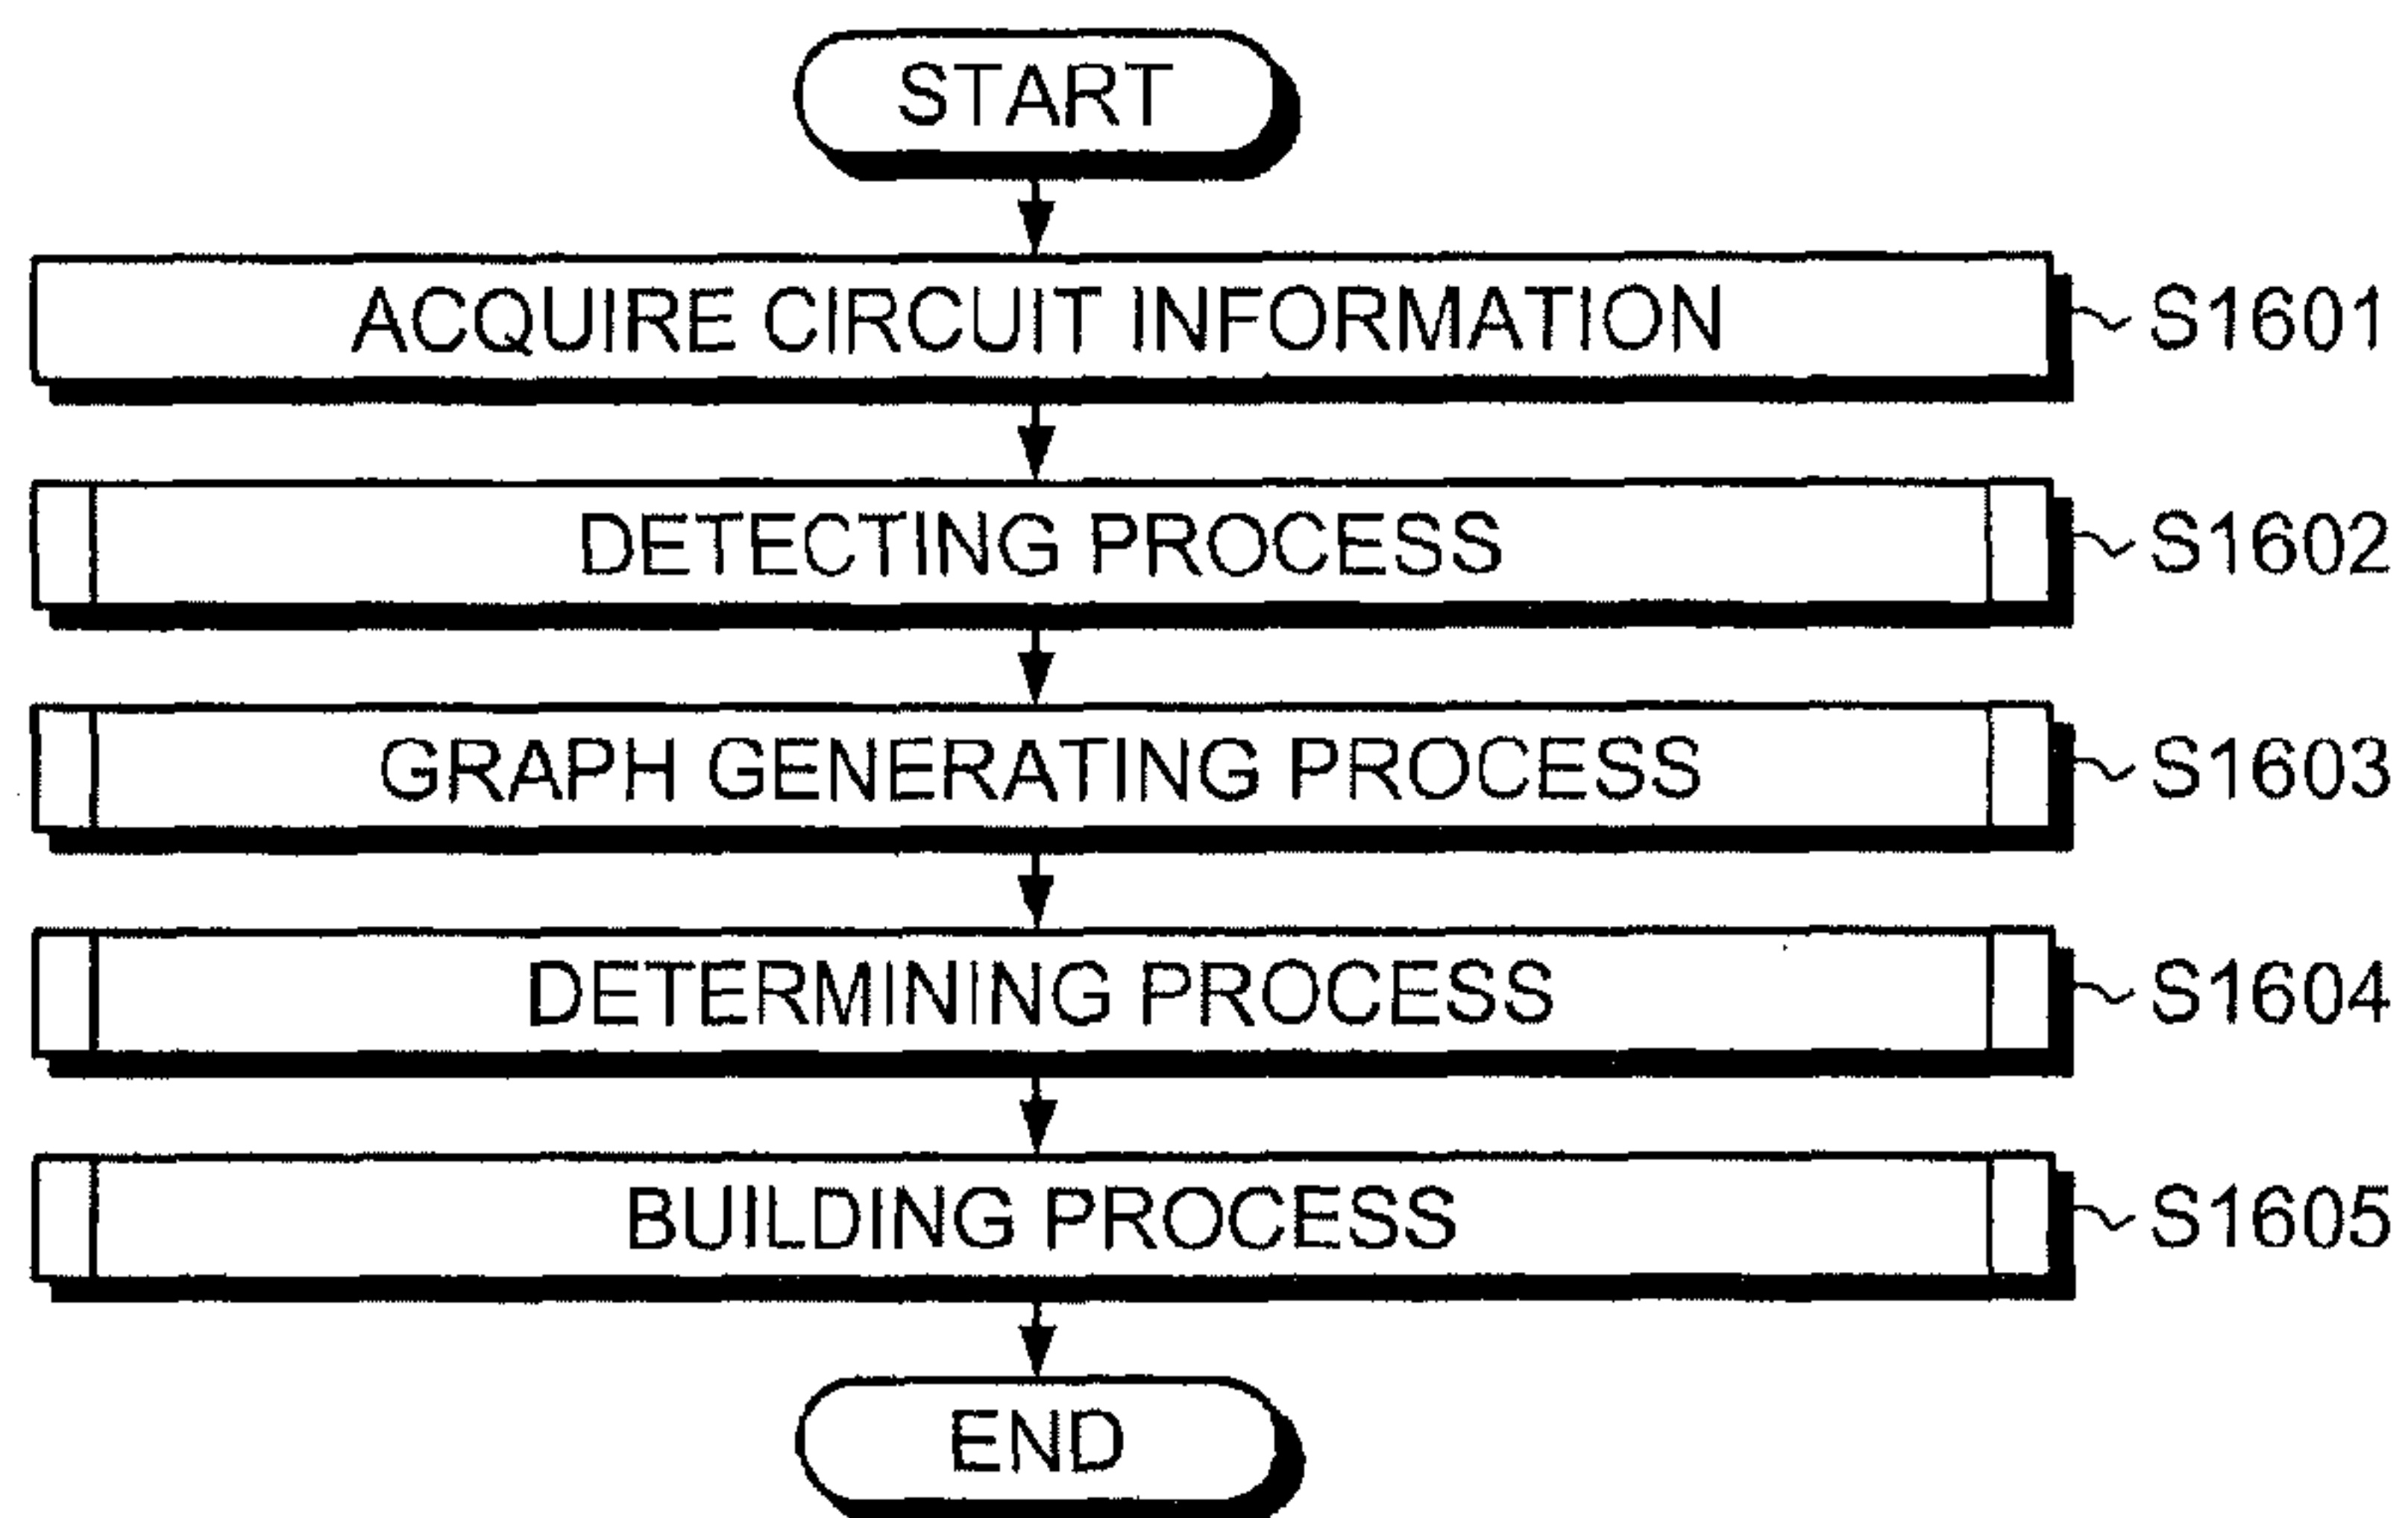 START
ACQUIRE CIRCUIT INFORMATION S1601
DETECTING PROCESS S1602
GRAPH GENERATING PROCESS S1603
DETERMINING PROCESS S1604
BUILDING PROCESS S1605
END